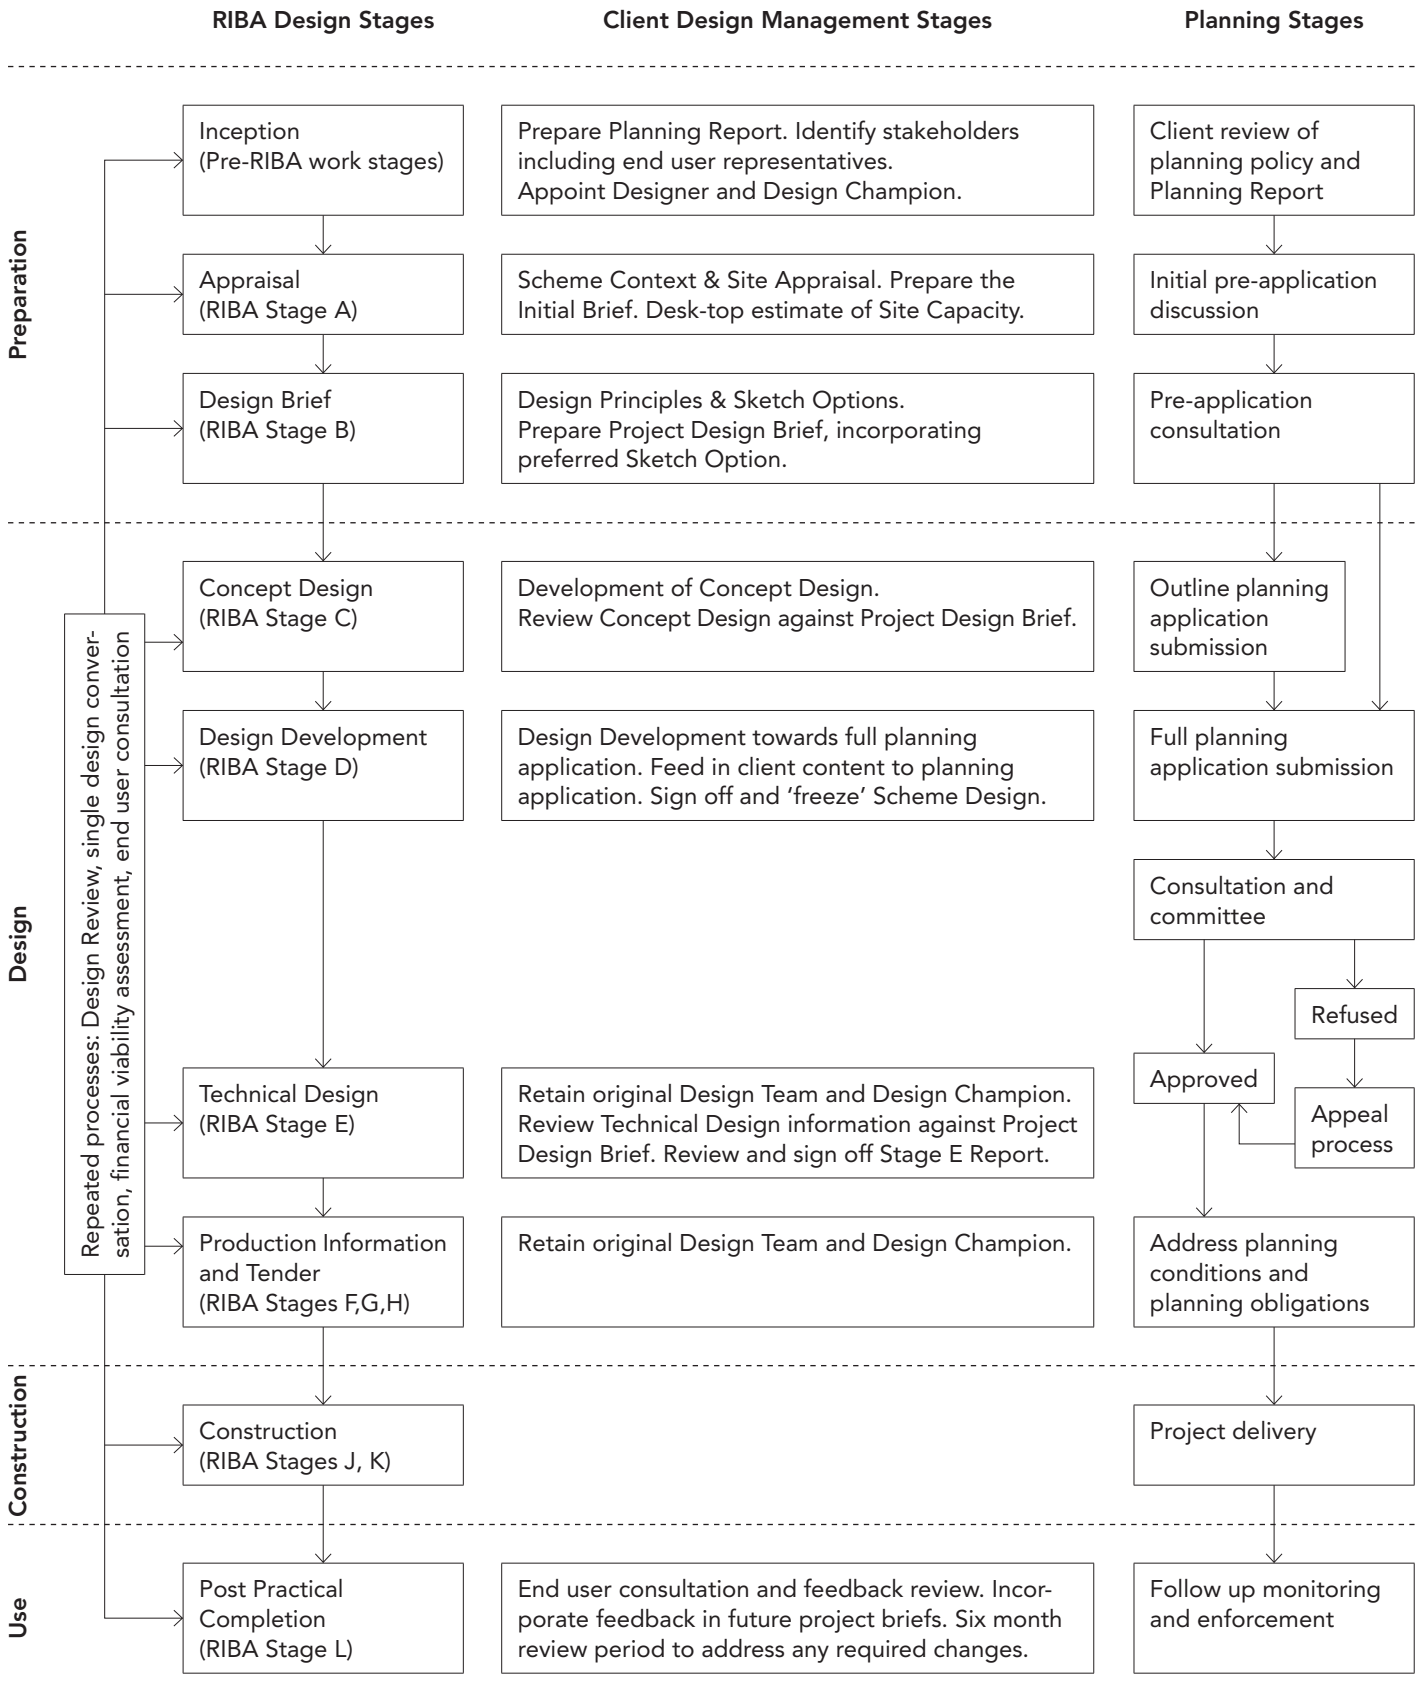 RIBA Design Stages
Client Design Management Stages
Planning Stages
Preparation
Inception
(Pre-RIBA work stages)
Prepare Planning Report. Identify stakeholders
including end user representatives.
Appoint Designer and Design Champion.
Client review of
planning policy and
Planning Report
Appraisal
(RIBA Stage A)
Scheme Context & Site Appraisal. Prepare the
Initial Brief. Desk-top estimate of Site Capacity.
Initial pre-application
discussion
Design Brief
(RIBA Stage B)
Design Principles & Sketch Options.
Prepare Project Design Brief, incorporating
preferred Sketch Option.
Pre-application
consultation
Design
Repeated processes: Design Review, single design conver-
sation, financial viability assessment, end user consultation
Concept Design
(RIBA Stage C)
Development of Concept Design.
Review Concept Design against Project Design Brief.
Outline planning
application
submission
Design Development
(RIBA Stage D)
Design Development towards full planning
application. Feed in client content to planning
application. Sign off and ‘freeze’ Scheme Design.
Full planning
application submission
Consultation and
committee
Refused
Approved
Appeal
process
Technical Design
(RIBA Stage E)
Retain original Design Team and Design Champion.
Review Technical Design information against Project
Design Brief. Review and sign off Stage E Report.
Production Information
and Tender
(RIBA Stages F,G,H)
Retain original Design Team and Design Champion.
Address planning
conditions and
planning obligations
Construction
Construction
(RIBA Stages J, K)
Project delivery
Use
Post Practical
Completion
(RIBA Stage L)
End user consultation and feedback review. Incor-
porate feedback in future project briefs. Six month
review period to address any required changes.
Follow up monitoring
and enforcement